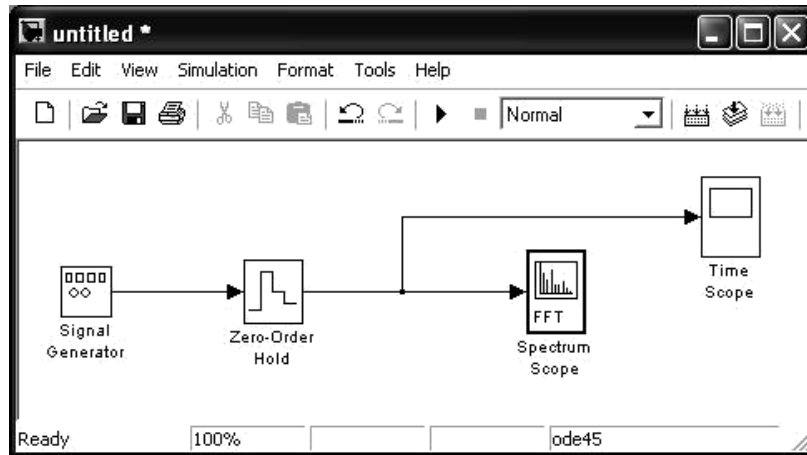 untitled *
File Edit View Simulation Format Tools Help
Normal
Time
Scope
Signal
Generator
Zero-Order
Hold
FFT
Spectrum
Scope
Ready 100% ode45